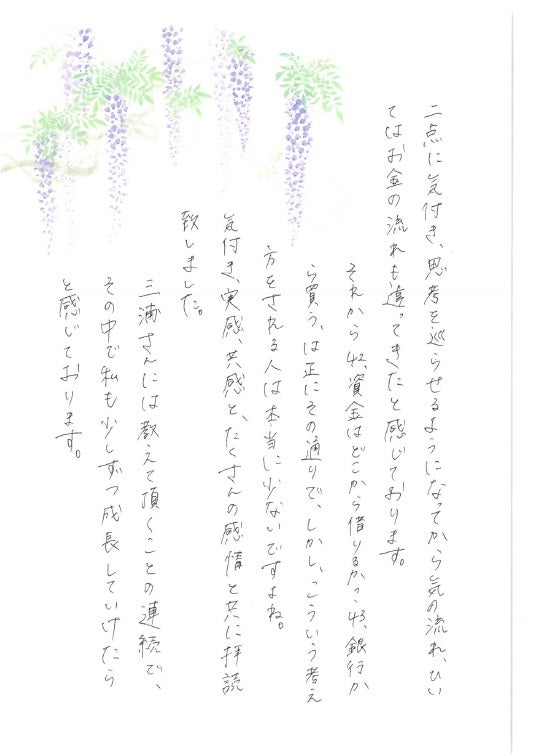 二点に気付き、思考を巡らせるようになってから気の流れ、ひい
てはお金の流れも違ってきたと感じております。
それから42、資金はどこから借りるか？43、銀行か
ら買う、は正にその通りで、しかし、こういう考え
方をされる人は本当に少ないですよね。
気付き、実感、共感と、たくさんの感情と共に拝読
致しました。
三浦さんには教えて頂くことの連続で、
その中で私も少しずつ成長していけたら
と感じております。